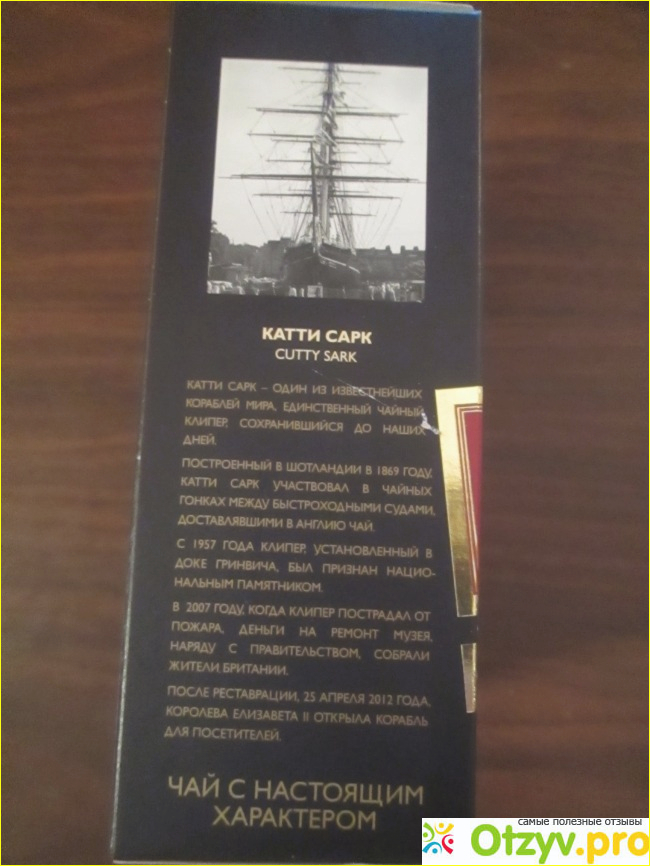 КАТТИ САРК
CUTTY SARK
КАТТИ САРК – ОДИН ИЗ ИЗВЕСТНЕЙШИХ
КОРАБЛЕЙ МИРА, ЕДИНСТВЕННЫЙ ЧАЙНЫЙ
КЛИПЕР, СОХРАНИВШИЙСЯ ДО НАШИХ
ДНЕЙ.
ПОСТРОЕННЫЙ В ШОТЛАНДИИ В 1869 ГОДУ,
КАТТИ САРК УЧАСТВОВАЛ В ЧАЙНЫХ
ГОНКАХ МЕЖДУ БЫСТРОХОДНЫМИ СУДАМИ,
ДОСТАВЛЯВШИМИ В АНГЛИЮ ЧАЙ.
С 1957 ГОДА КЛИПЕР, УСТАНОВЛЕННЫЙ В
ДОКЕ ГРИНВИЧА, БЫЛ ПРИЗНАН НАЦИО-
НАЛЬНЫМ ПАМЯТНИКОМ.
В 2007 ГОДУ, КОГДА КЛИПЕР ПОСТРАДАЛ ОТ
ПОЖАРА, ДЕНЬГИ НА РЕМОНТ МУЗЕЯ,
НАРЯДУ С ПРАВИТЕЛЬСТВОМ, СОБРАЛИ
ЖИТЕЛИ БРИТАНИИ.
ПОСЛЕ РЕСТАВРАЦИИ, 25 АПРЕЛЯ 2012 ГОДА,
КОРОЛЕВА ЕЛИЗАВЕТА II ОТКРЫЛА КОРАБЛЬ
ДЛЯ ПОСЕТИТЕЛЕЙ.
ЧАЙ С НАСТОЯЩИМ
ХАРАКТЕРОМ
самые полезные отзывы
Otzyv.pro